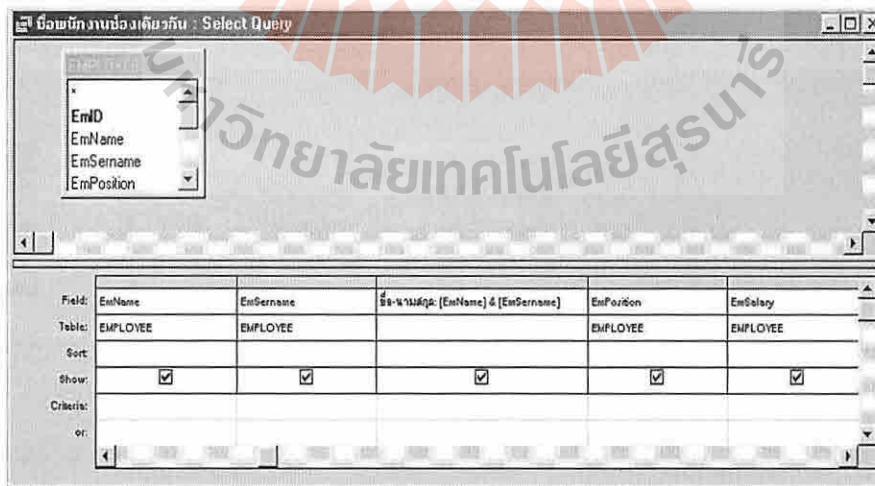 ชื่อพนักงานช่องเดียวกัน : Select Query
EMPLOYEE
*
EmID
EmName
EmSername
EmPosition
มหาวิทยาลัยเทคโนโลยีสุรนารี
Field: EmName EmSername ชื่อ-นามสกุล: [EmName] & [EmSername] EmPosition EmSalary
Table: EMPLOYEE EMPLOYEE EMPLOYEE EMPLOYEE
Sort:
Show:
Criteria:
or: